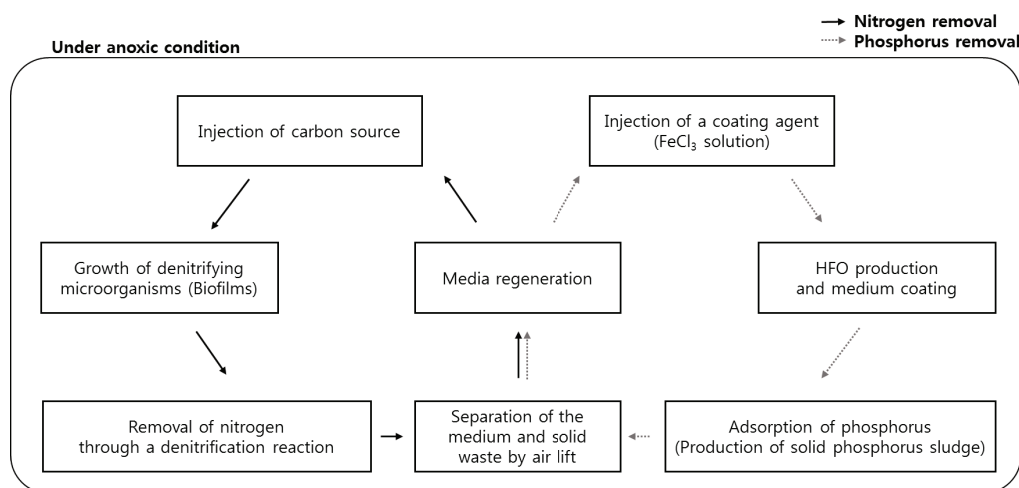 Nitrogen removal
Phosphorus removal
Under anoxic condition
Injection of carbon source
Injection of a coating agent
(FeCl₃ solution)
Growth of denitrifying
microorganisms (Biofilms)
Media regeneration
HFO production
and medium coating
Removal of nitrogen
through a denitrification reaction
Separation of the
medium and solid
waste by air lift
Adsorption of phosphorus
(Production of solid phosphorus sludge)